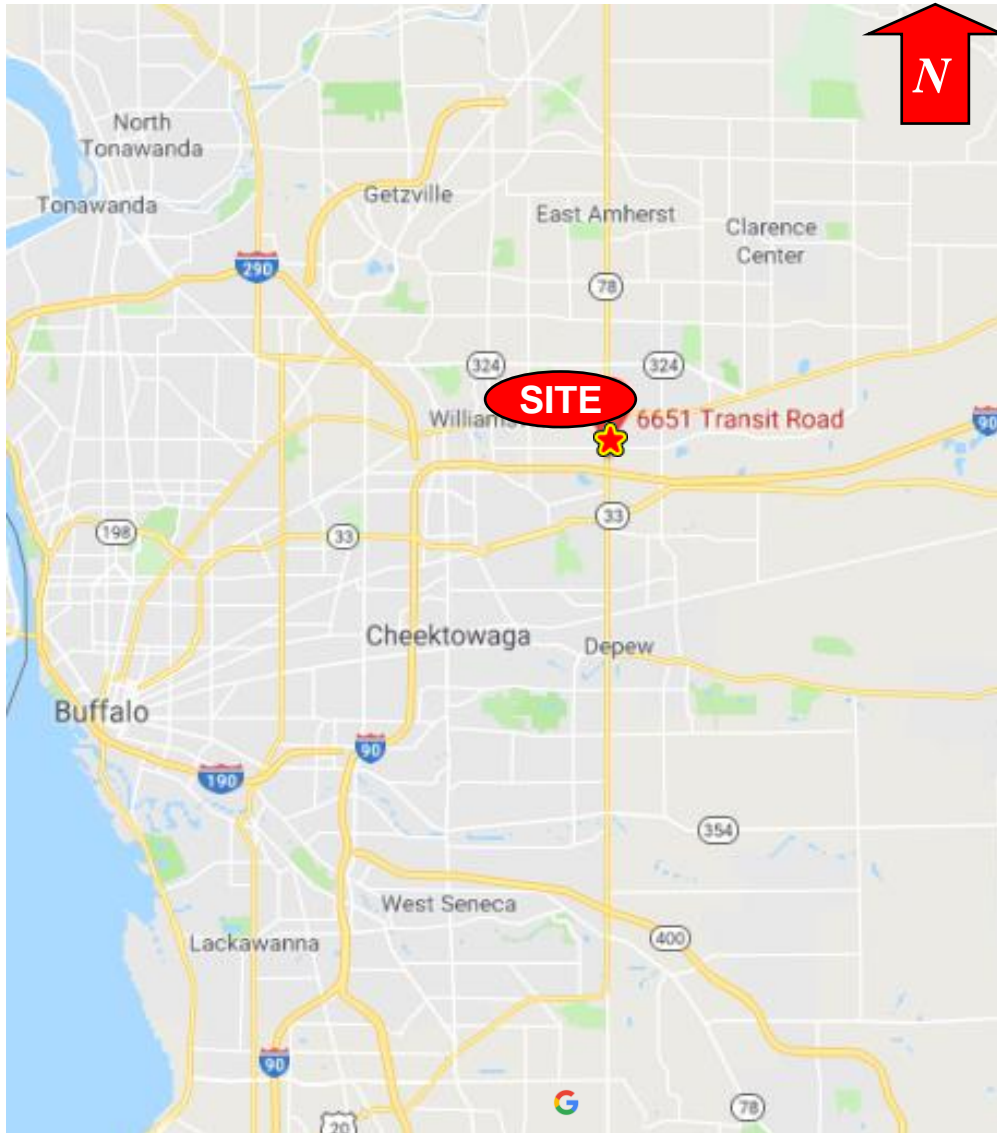 N
North
Tonawanda
Tonawanda
Getzville
East Amherst
Clarence
Center
290
78
324
324
SITE
6651 Transit Road
90
198
33
33
Cheektowaga
Depew
Buffalo
90
190
354
West Seneca
400
Lackawanna
90
G
78
20